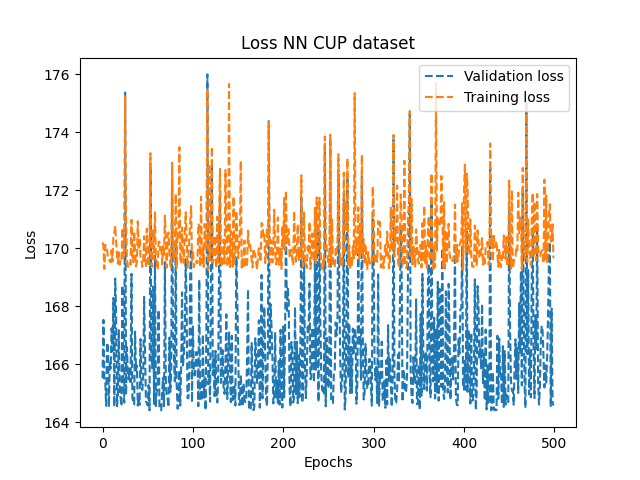 Loss NN CUP dataset
Validation loss
Training loss
176
174
172
170
168
166
164
Loss
0
100
200
300
400
500
Epochs